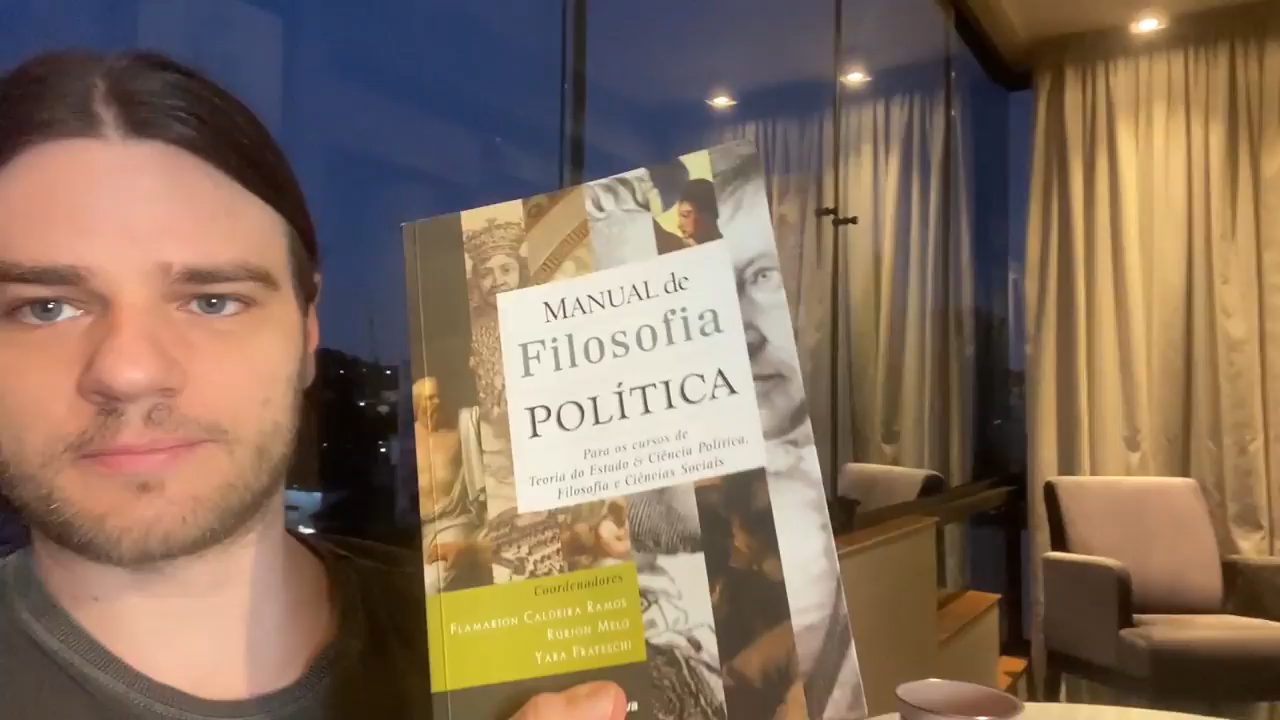 MANUAL de
Filosofia
POLÍTICA
Para os cursos de
Teoria do Estado & Ciência Política,
Filosofia e Ciências Sociais
Coordenadores
FLAMARION CALDEIRA RAMOS
RÚRION MELO
YARA FRATESCHI